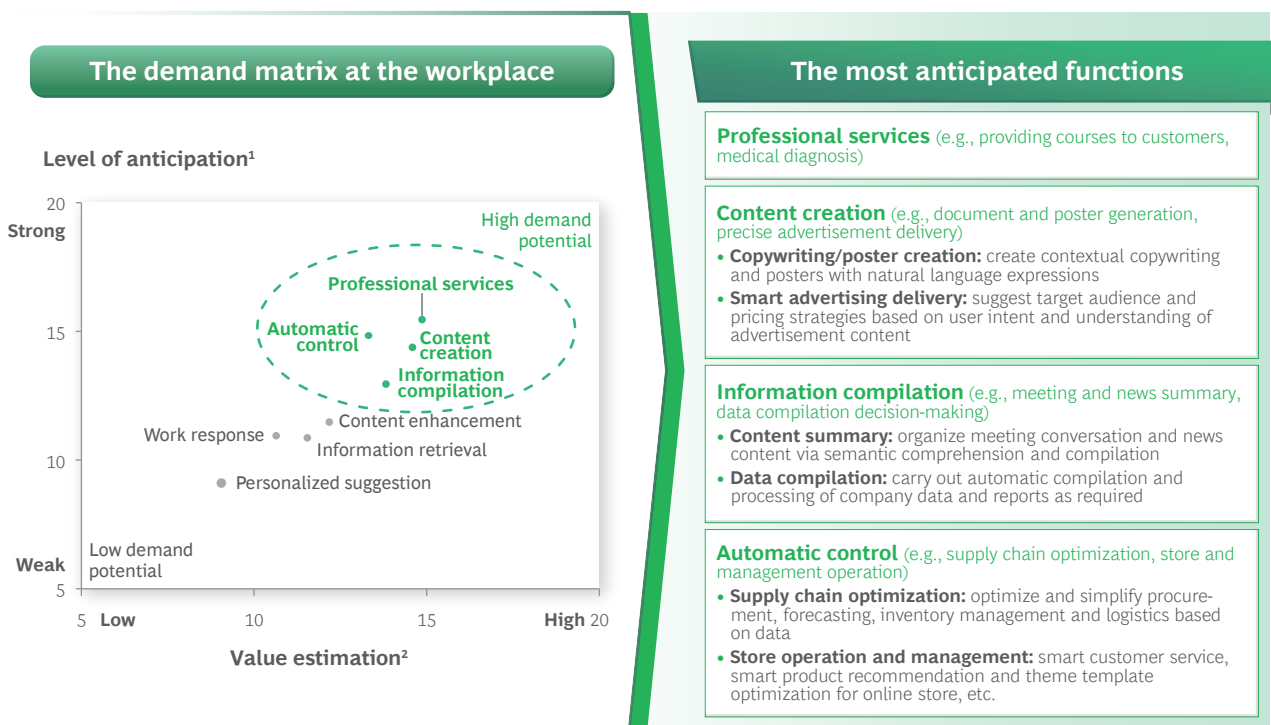 The demand matrix at the workplace
Level of anticipation¹
20
Strong
15
10
Weak
5
High demand
potential
Professional services
Automatic
control
Content
creation
Information
compilation
Content enhancement
Work response
Information retrieval
Personalized suggestion
Low demand
potential
5 Low 10 15 High 20
Value estimation²
The most anticipated functions
Professional services (e.g., providing courses to customers,
medical diagnosis)
Content creation (e.g., document and poster generation,
precise advertisement delivery)
• Copywriting/poster creation: create contextual copywriting
and posters with natural language expressions
• Smart advertising delivery: suggest target audience and
pricing strategies based on user intent and understanding of
advertisement content
Information compilation (e.g., meeting and news summary,
data compilation decision-making)
• Content summary: organize meeting conversation and news
content via semantic comprehension and compilation
• Data compilation: carry out automatic compilation and
processing of company data and reports as required
Automatic control (e.g., supply chain optimization, store and
management operation)
• Supply chain optimization: optimize and simplify procure-
ment, forecasting, inventory management and logistics based
on data
• Store operation and management: smart customer service,
smart product recommendation and theme template
optimization for online store, etc.